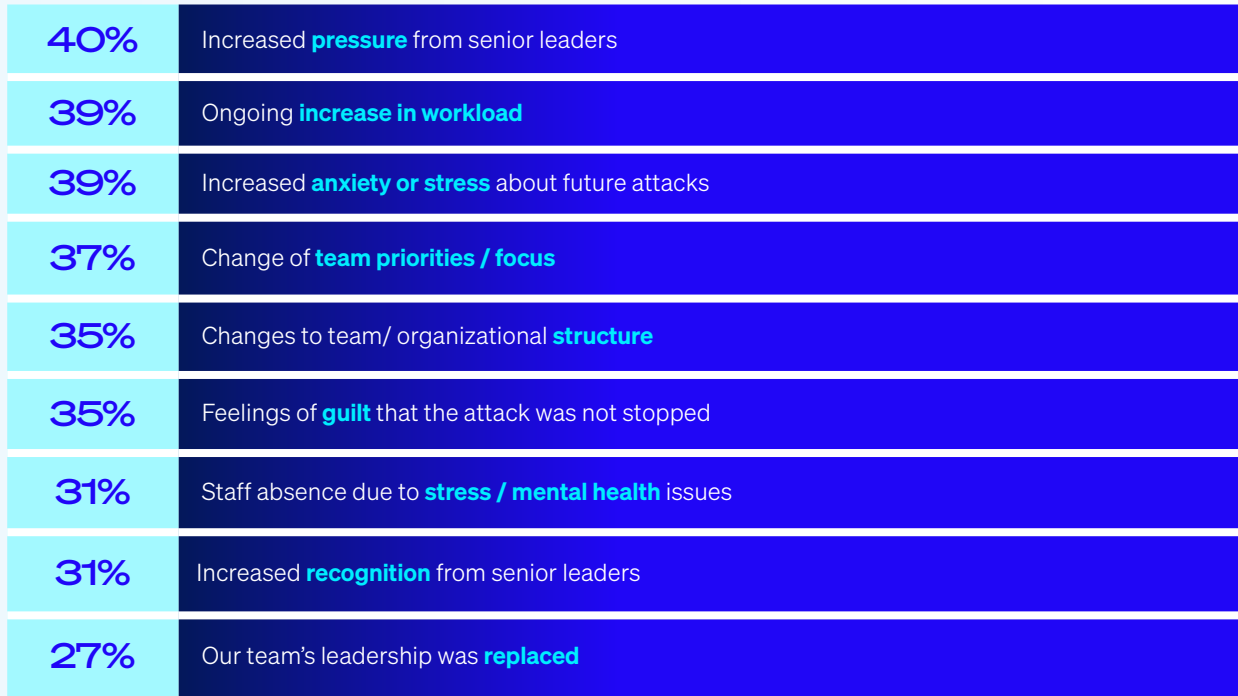 40% Increased pressure from senior leaders
39% Ongoing increase in workload
39% Increased anxiety or stress about future attacks
37% Change of team priorities / focus
35% Changes to team/ organizational structure
35% Feelings of guilt that the attack was not stopped
31% Staff absence due to stress / mental health issues
31% Increased recognition from senior leaders
27% Our team’s leadership was replaced